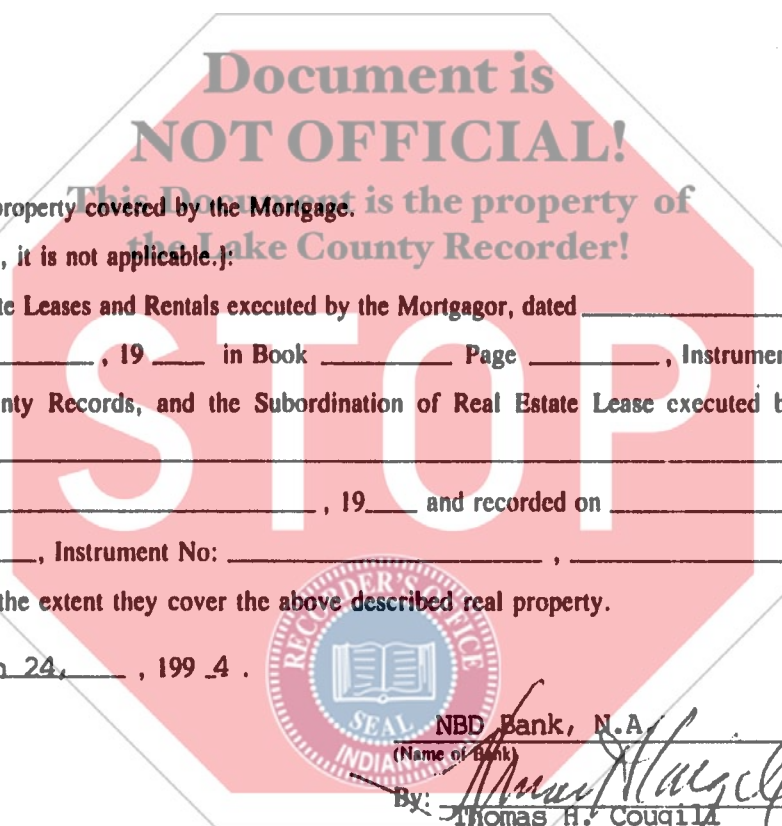 Document is
NOT OFFICIAL!
This Document is the property of
the Lake County Recorder!
STOP
property covered by the Mortgage.
, it is not applicable.]:
te Leases and Rentals executed by the Mortgagor, dated
, 19 in Book Page , Instrumen
nty Records, and the Subordination of Real Estate Lease executed b
, 19 and recorded on
, Instrument No: ,
the extent they cover the above described real property.
24, , 1994.
RECORDER'S OFFICE
SEAL
INDIANA
NBD Bank, N.A.
(Name of Bank)
By:
Thomas H. Cougill